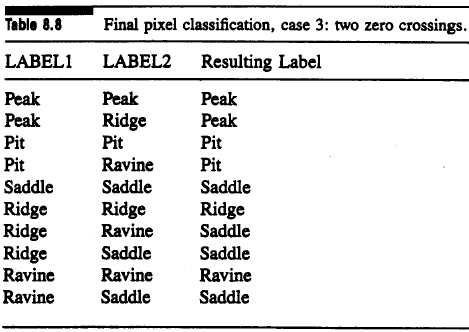 Table 8.8 Final pixel classification, case 3: two zero crossings.
LABEL1 LABEL2 Resulting Label
Peak Peak Peak
Peak Ridge Peak
Pit Pit Pit
Pit Ravine Pit
Saddle Saddle Saddle
Ridge Ridge Ridge
Ridge Ravine Saddle
Ridge Saddle Saddle
Ravine Ravine Ravine
Ravine Saddle Saddle